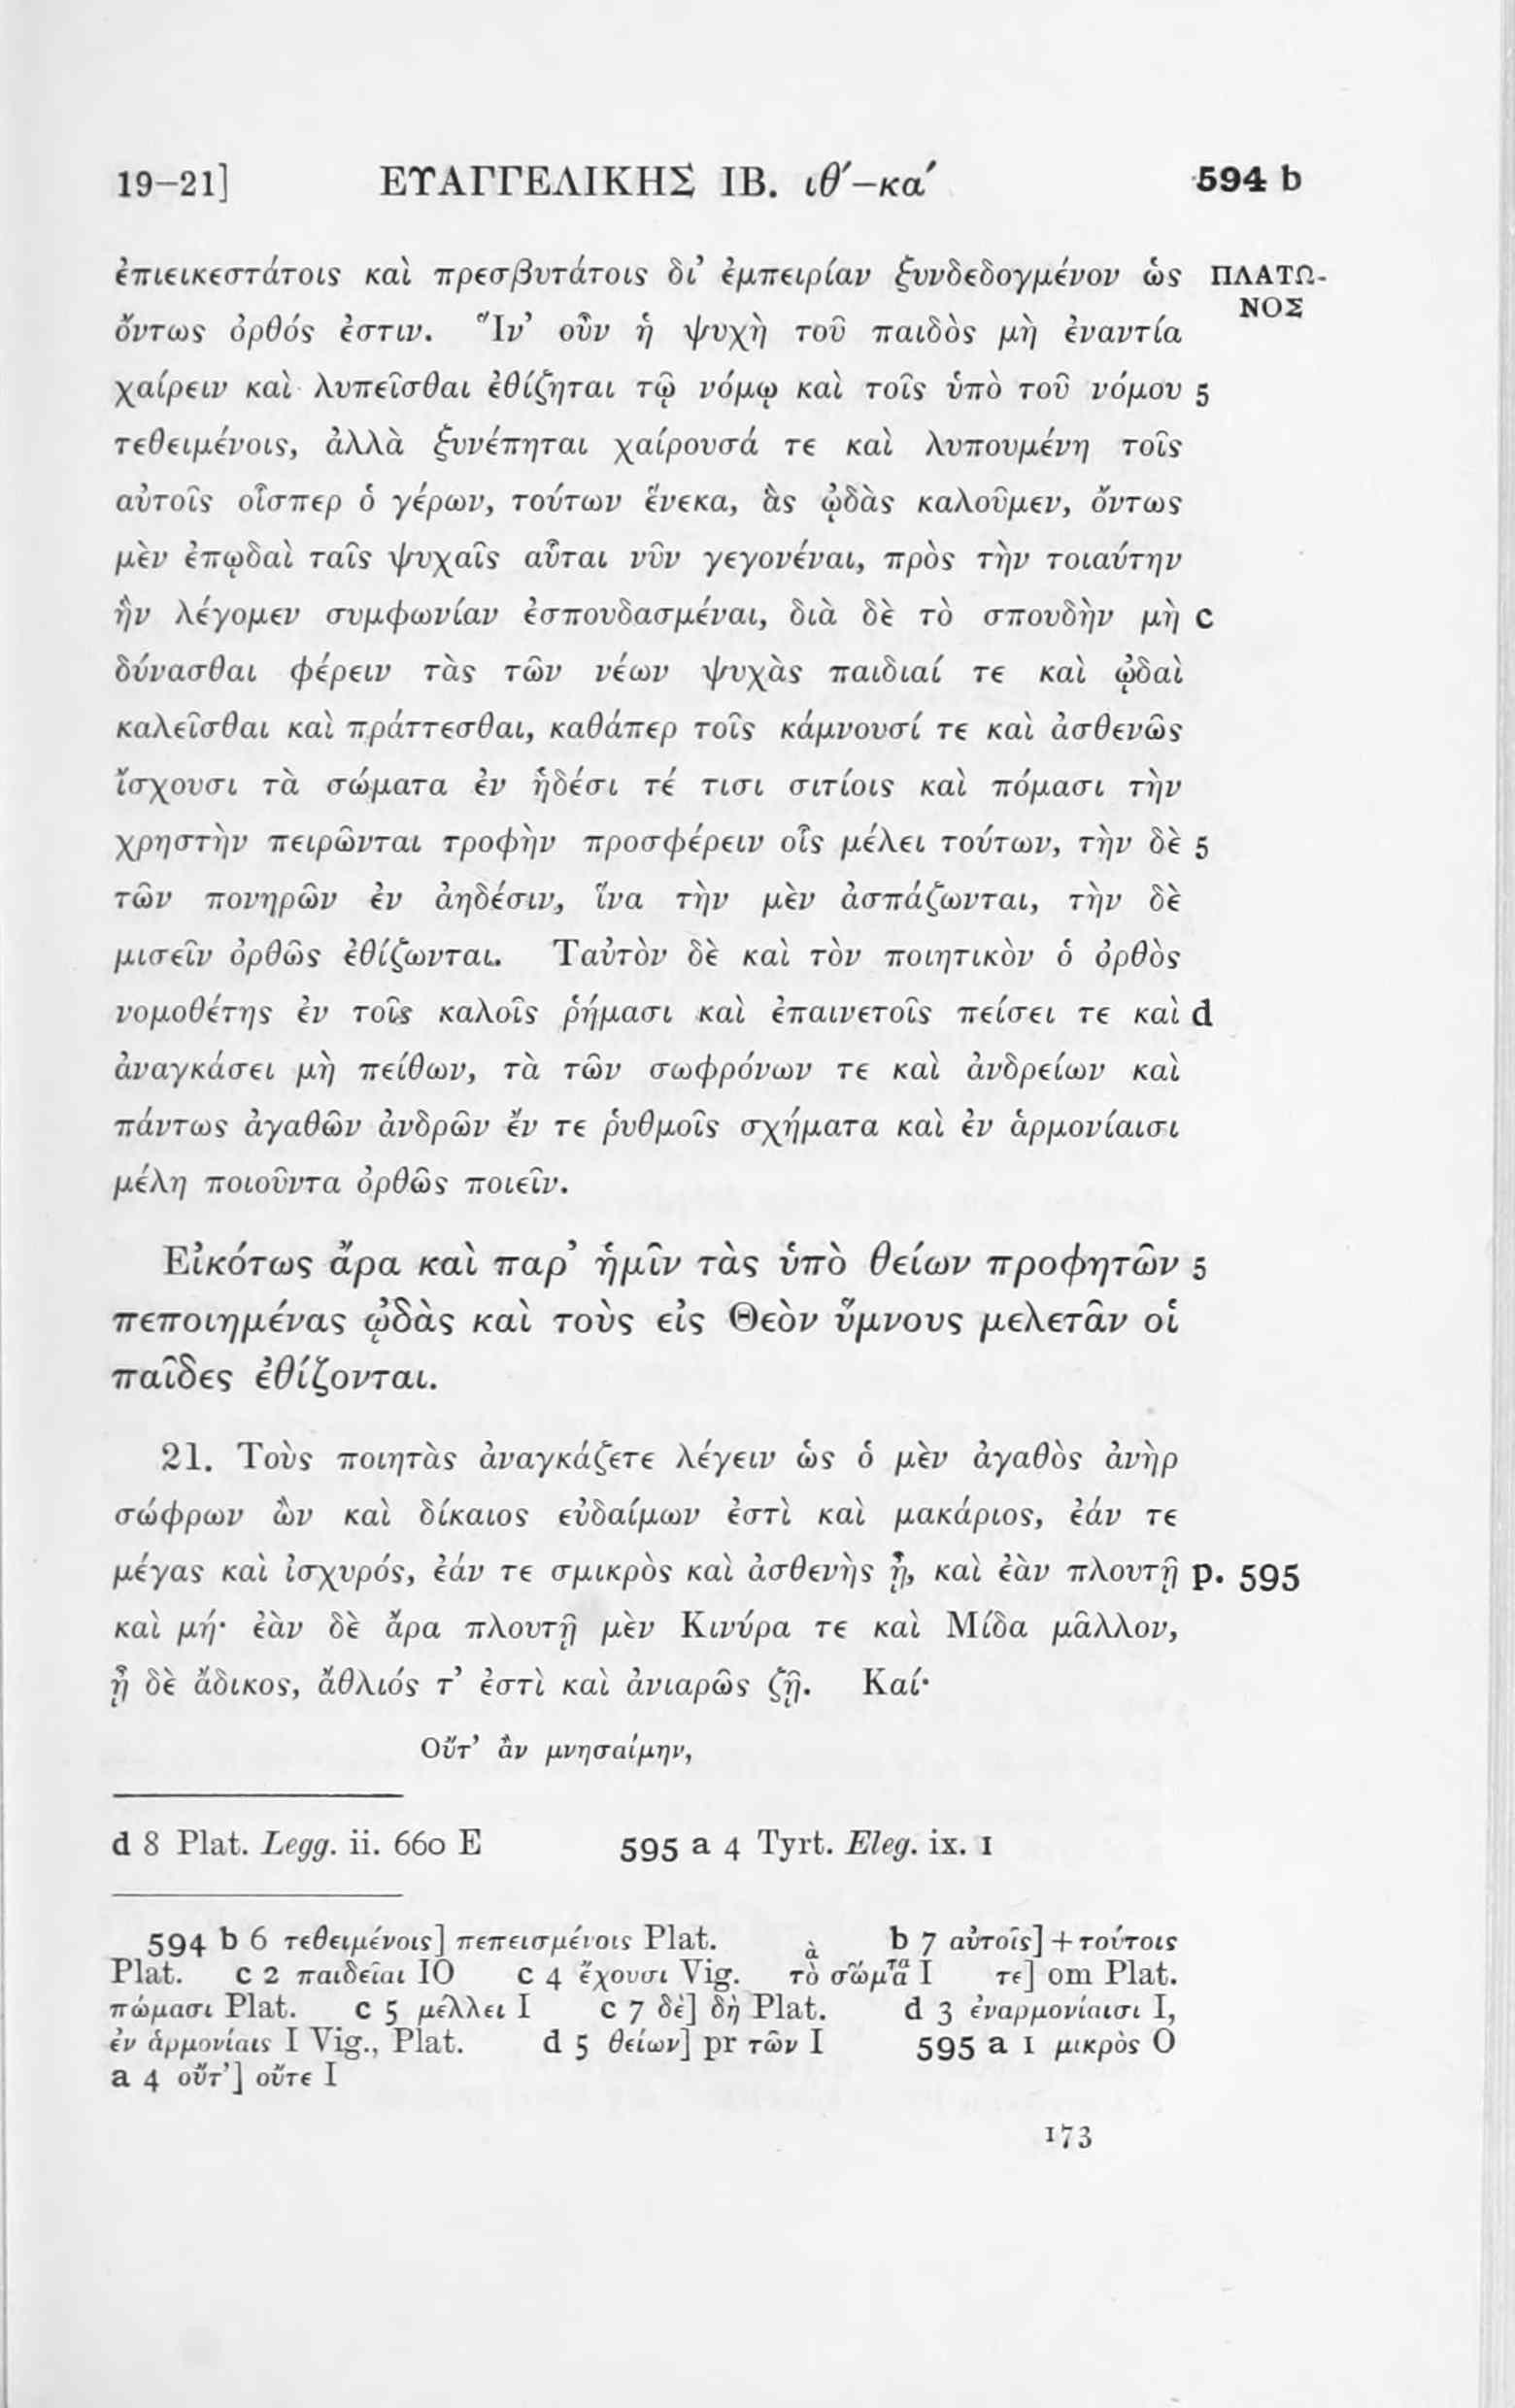 19–21] ΕΥΑΓΓΕΛΙΚΗΣ ΙΒ. ιθ΄–κα΄ 594 b
ἐπιεικεστάτοις καὶ πρεσβυτάτοις δι’ ἐμπειρίαν ξυνδεδογμένον ὡς ΠΛΑΤΩ-
ΝΟΣ
ὄντως ὀρθός ἐστιν. Ἵν’ οὖν ἡ ψυχὴ τοῦ παιδὸς μὴ ἐναντία
χαίρειν καὶ λυπεῖσθαι ἐθίζηται τῷ νόμῳ καὶ τοῖς ὑπὸ τοῦ νόμου 5
τεθειμένοις, ἀλλὰ ξυνέπηται χαίρουσά τε καὶ λυπουμένη τοῖς
αὐτοῖς οἷσπερ ὁ γέρων, τούτων ἕνεκα, ἃς ᾠδὰς καλοῦμεν, ὄντως
μὲν ἐπῳδαὶ ταῖς ψυχαῖς αὗται νῦν γεγονέναι, πρὸς τὴν τοιαύτην
ἣν λέγομεν συμφωνίαν ἐσπουδασμέναι, διὰ δὲ τὸ σπουδὴν μὴ c
δύνασθαι φέρειν τὰς τῶν νέων ψυχὰς παιδιαί τε καὶ ᾠδαὶ
καλεῖσθαι καὶ πράττεσθαι, καθάπερ τοῖς κάμνουσί τε καὶ ἀσθενῶς
ἴσχουσι τὰ σώματα ἐν ἡδέσι τέ τισι σιτίοις καὶ πόμασι τὴν
χρηστὴν πειρῶνται τροφὴν προσφέρειν οἷς μέλει τούτων, τὴν δὲ 5
τῶν πονηρῶν ἐν ἀηδέσιν, ἵνα τὴν μὲν ἀσπάζωνται, τὴν δὲ
μισεῖν ὀρθῶς ἐθίζωνται. Ταὐτὸν δὲ καὶ τὸν ποιητικὸν ὁ ὀρθὸς
νομοθέτης ἐν τοῖς καλοῖς ῥήμασι καὶ ἐπαινετοῖς πείσει τε καὶ d
ἀναγκάσει μὴ πείθων, τὰ τῶν σωφρόνων τε καὶ ἀνδρείων καὶ
πάντως ἀγαθῶν ἀνδρῶν ἔν τε ῥυθμοῖς σχήματα καὶ ἐν ἁρμονίαισι
μέλη ποιοῦντα ὀρθῶς ποιεῖν.
Εἰκότως ἄρα καὶ παρ’ ἡμῖν τὰς ὑπὸ θείων προφητῶν 5
πεποιημένας ᾠδὰς καὶ τοὺς εἰς Θεὸν ὕμνους μελετᾶν οἱ
παῖδες ἐθίζονται.
21. Τοὺς ποιητὰς ἀναγκάζετε λέγειν ὡς ὁ μὲν ἀγαθὸς ἀνὴρ
σώφρων ὢν καὶ δίκαιος εὐδαίμων ἐστὶ καὶ μακάριος, ἐάν τε
μέγας καὶ ἰσχυρός, ἐάν τε σμικρὸς καὶ ἀσθενὴς ᾖ, καὶ ἐὰν πλουτῇ p. 595
καὶ μή· ἐὰν δὲ ἄρα πλουτῇ μὲν Κινύρα τε καὶ Μίδα μᾶλλον,
ᾖ δὲ ἄδικος, ἄθλιός τ’ ἐστὶ καὶ ἀνιαρῶς ζῇ. Καί·
Οὔτ’ ἂν μνησαίμην,
d 8 Plat. Legg. ii. 660 E 595 a 4 Tyrt. Eleg. ix. 1
594 b 6 τεθειμένοις] πεπεισμένοις Plat. b 7 αὐτοῖς] + τούτοις
Plat. c 2 παιδεῖαι IO c 4 ἔχουσι Vig. τὸ σῶμα I τε] om Plat.
πώμασι Plat. c 5 μέλλει I c 7 δέ] δὴ Plat. d 3 ἐναρμονίαισι I,
ἐν ἁρμονίαις I Vig., Plat. d 5 θείων] pr τῶν I 595 a 1 μικρὸς O
a 4 οὔτ’] οὔτε I
173